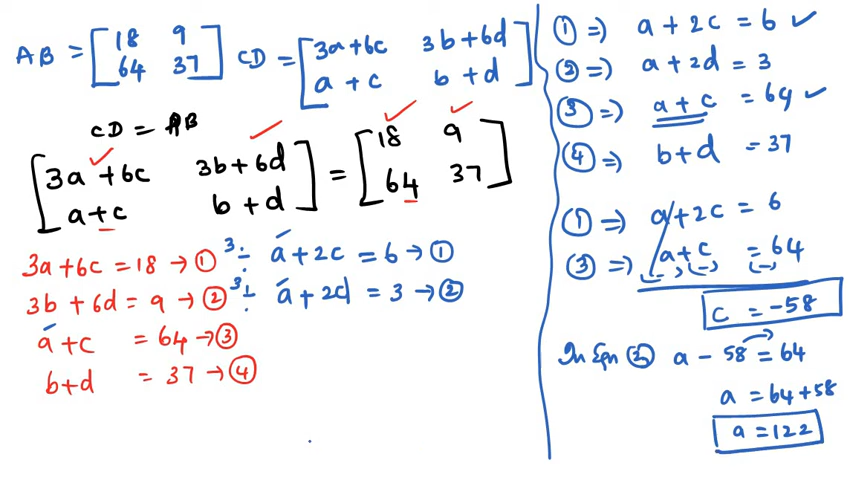 AB = [18 9
64 37] CD = [3a+6c 3b+6d
a + c b + d]
CD = AB
[3a + 6c 3b + 6d
a + c b + d] = [18 9
64 37]
3a + 6c = 18 → ① 3÷ a + 2c = 6 → ①
3b + 6d = 9 → ② 3÷ a + 2d = 3 → ②
a + c = 64 → ③
b + d = 37 → ④
① ⇒ a + 2c = 6 ✓
② ⇒ a + 2d = 3
③ ⇒ a + c = 64 ✓
④ ⇒ b + d = 37
① ⇒ a + 2c = 6
③ ⇒ a + c = 64
(-) (-) (-)
c = -58
In Eqn ③ a - 58 = 64
a = 64 + 58
a = 122